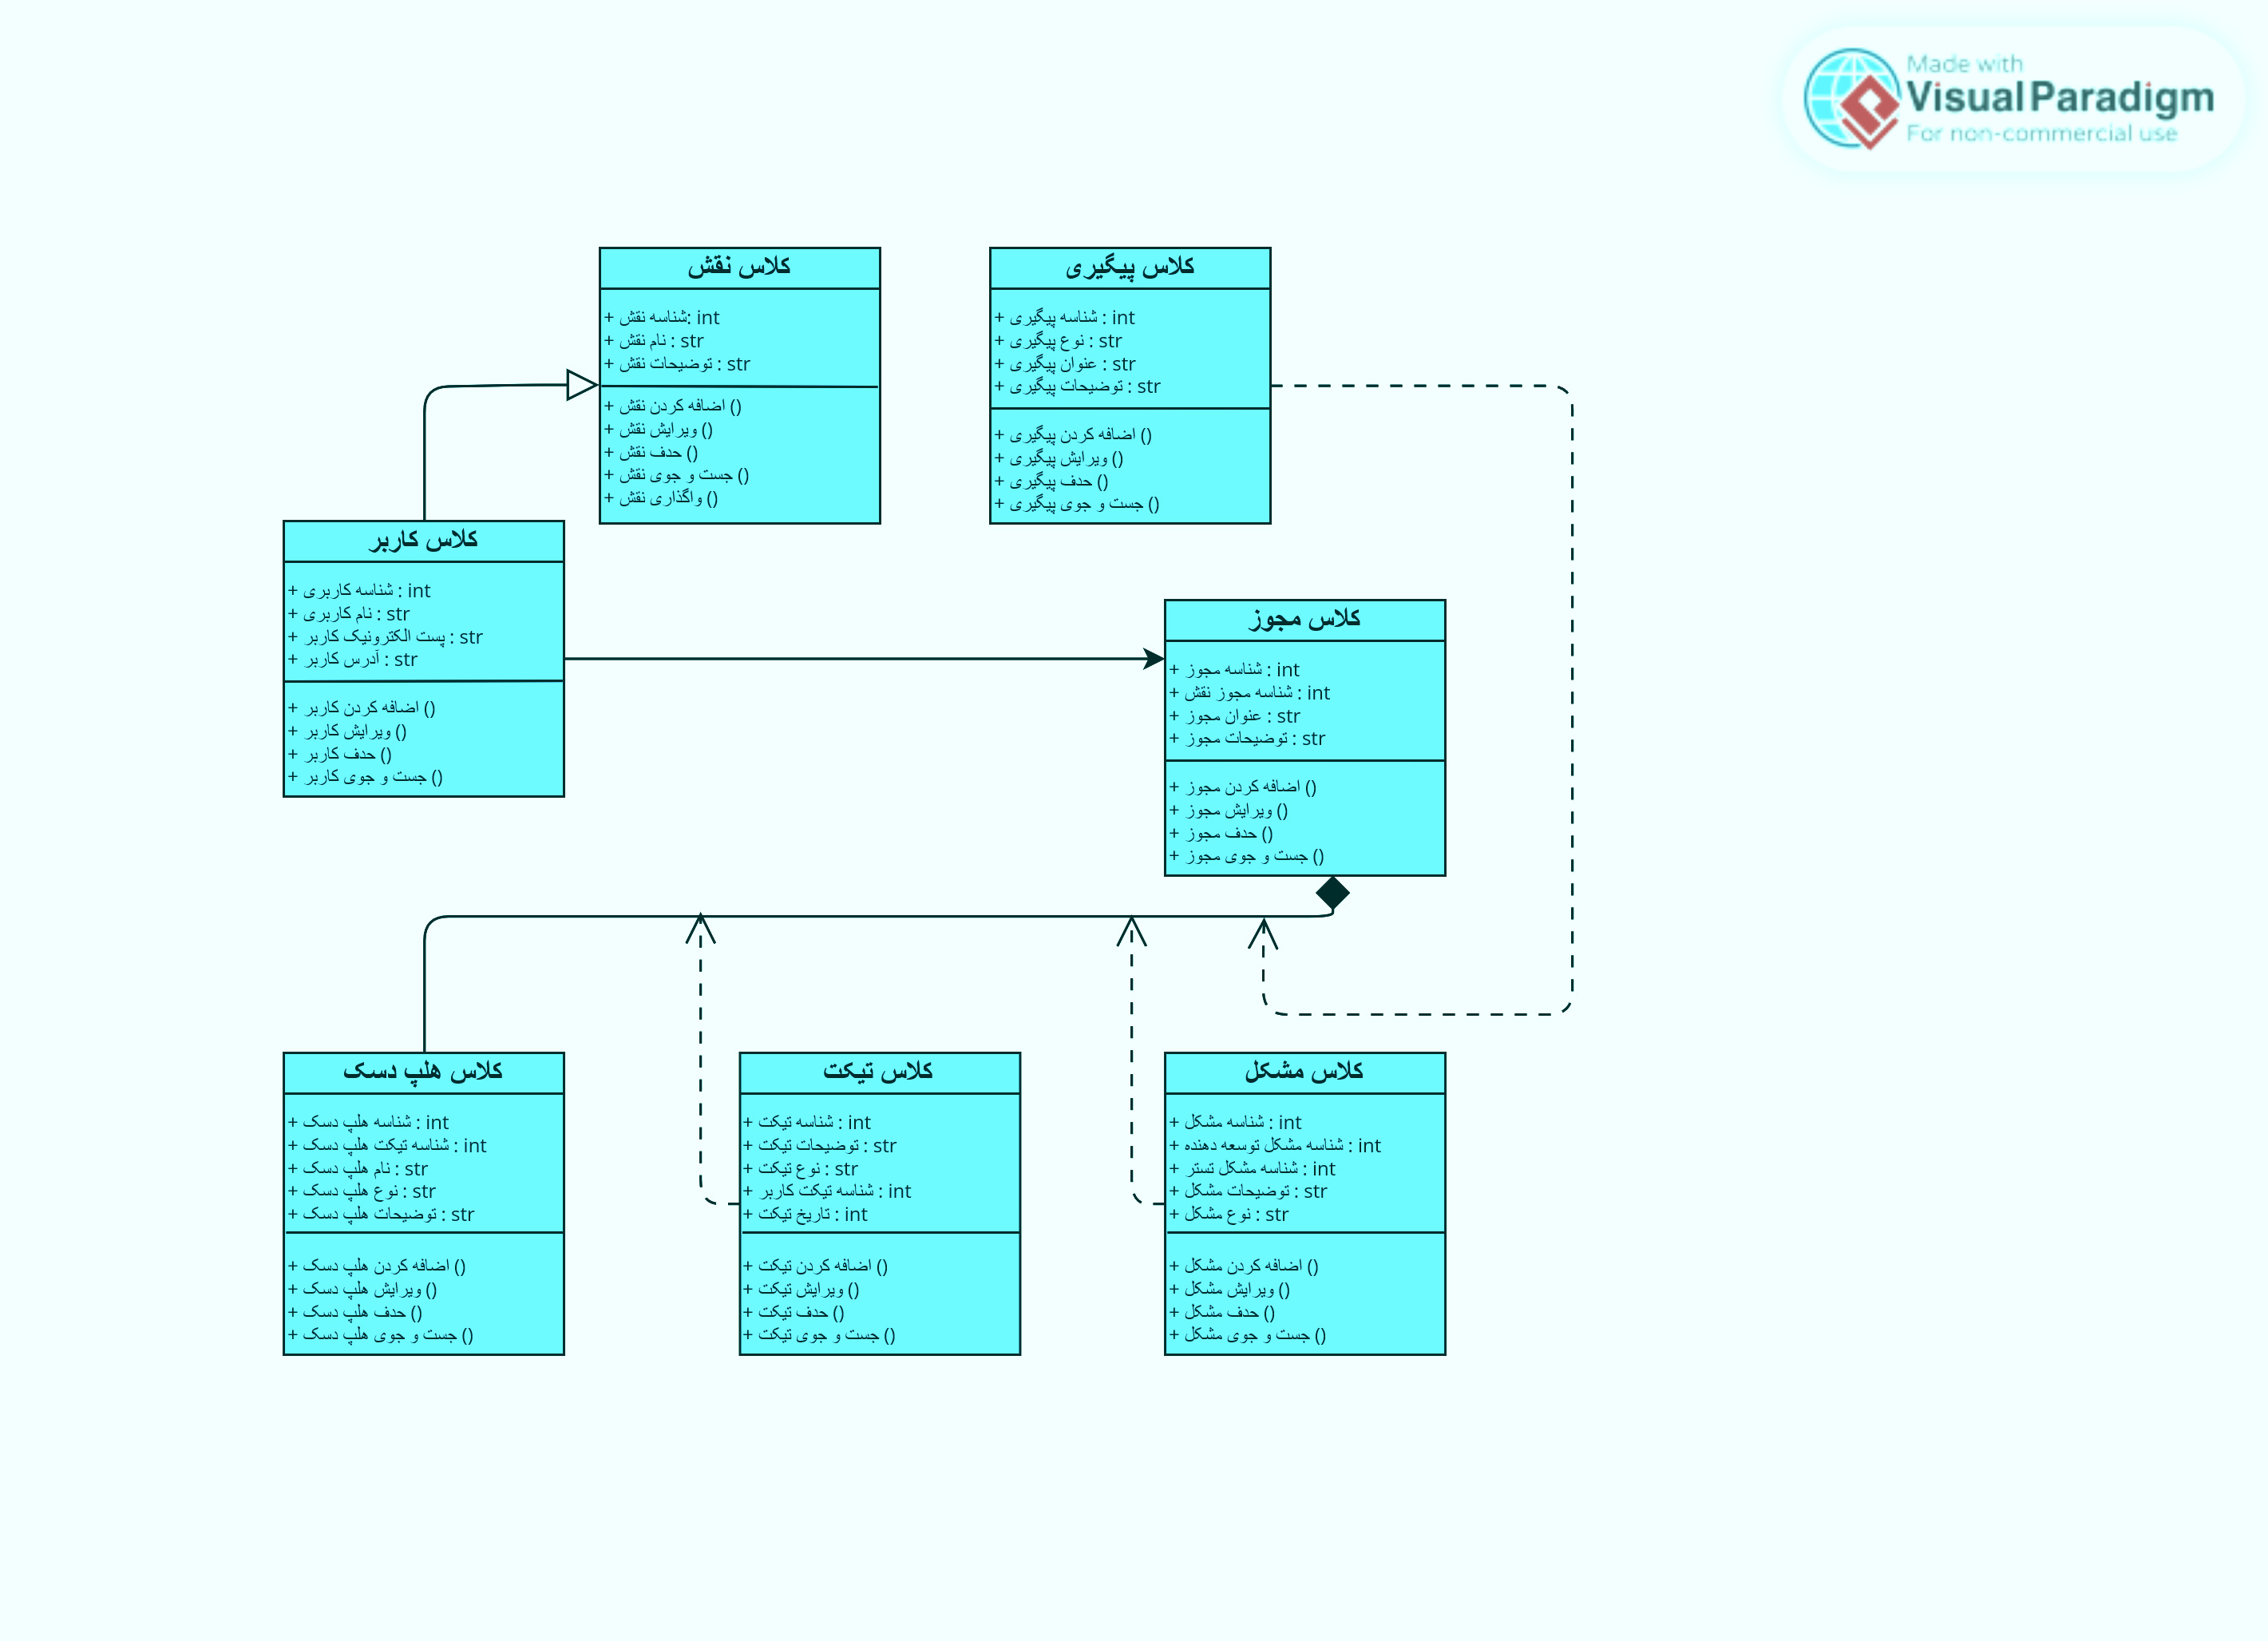 Made with
Visual Paradigm
For non-commercial use
کلاس نقش
+ شناسه نقش: int
+ نام نقش : str
+ توضیحات نقش : str
+ اضافه کردن نقش ()
+ ویرایش نقش ()
+ حذف نقش ()
+ جست و جوی نقش ()
+ واگذاری نقش ()
کلاس پیگیری
+ شناسه پیگیری : int
+ نوع پیگیری : str
+ عنوان پیگیری : str
+ توضیحات پیگیری : str
+ اضافه کردن پیگیری ()
+ ویرایش پیگیری ()
+ حذف پیگیری ()
+ جست و جوی پیگیری ()
کلاس کاربر
+ شناسه کاربری : int
+ نام کاربری : str
+ پست الکترونیک کاربر : str
+ آدرس کاربر : str
+ اضافه کردن کاربر ()
+ ویرایش کاربر ()
+ حذف کاربر ()
+ جست و جوی کاربر ()
کلاس مجوز
+ شناسه مجوز : int
+ شناسه مجوز نقش : int
+ عنوان مجوز : str
+ توضیحات مجوز : str
+ اضافه کردن مجوز ()
+ ویرایش مجوز ()
+ حذف مجوز ()
+ جست و جوی مجوز ()
کلاس هلپ دسک
+ شناسه هلپ دسک : int
+ شناسه تیکت هلپ دسک : int
+ نام هلپ دسک : str
+ نوع هلپ دسک : str
+ توضیحات هلپ دسک : str
+ اضافه کردن هلپ دسک ()
+ ویرایش هلپ دسک ()
+ حذف هلپ دسک ()
+ جست و جوی هلپ دسک ()
کلاس تیکت
+ شناسه تیکت : int
+ توضیحات تیکت : str
+ نوع تیکت : str
+ شناسه تیکت کاربر : int
+ تاریخ تیکت : int
+ اضافه کردن تیکت ()
+ ویرایش تیکت ()
+ حذف تیکت ()
+ جست و جوی تیکت ()
کلاس مشکل
+ شناسه مشکل : int
+ شناسه مشکل توسعه دهنده : int
+ شناسه مشکل تستر : int
+ توضیحات مشکل : str
+ نوع مشکل : str
+ اضافه کردن مشکل ()
+ ویرایش مشکل ()
+ حذف مشکل ()
+ جست و جوی مشکل ()